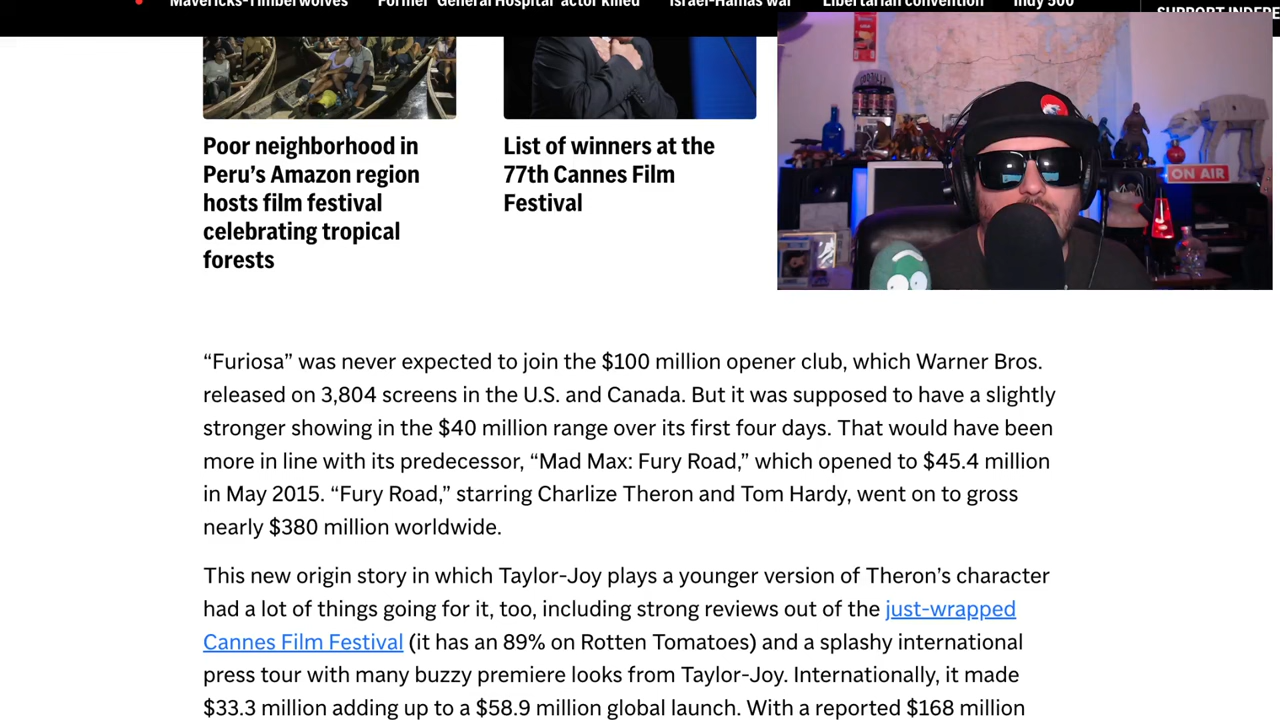 Mavericks-Timberwolves Former 'General Hospital' actor killed Israel-Hamas war Libertarian convention Indy 500
SUPPORT INDEPE
Poor neighborhood in
Peru's Amazon region
hosts film festival
celebrating tropical
forests
List of winners at the
77th Cannes Film
Festival
ON AIR
“Furiosa” was never expected to join the $100 million opener club, which Warner Bros.
released on 3,804 screens in the U.S. and Canada. But it was supposed to have a slightly
stronger showing in the $40 million range over its first four days. That would have been
more in line with its predecessor, “Mad Max: Fury Road,” which opened to $45.4 million
in May 2015. “Fury Road,” starring Charlize Theron and Tom Hardy, went on to gross
nearly $380 million worldwide.
This new origin story in which Taylor-Joy plays a younger version of Theron’s character
had a lot of things going for it, too, including strong reviews out of the just-wrapped
Cannes Film Festival (it has an 89% on Rotten Tomatoes) and a splashy international
press tour with many buzzy premiere looks from Taylor-Joy. Internationally, it made
$33.3 million adding up to a $58.9 million global launch. With a reported $168 million